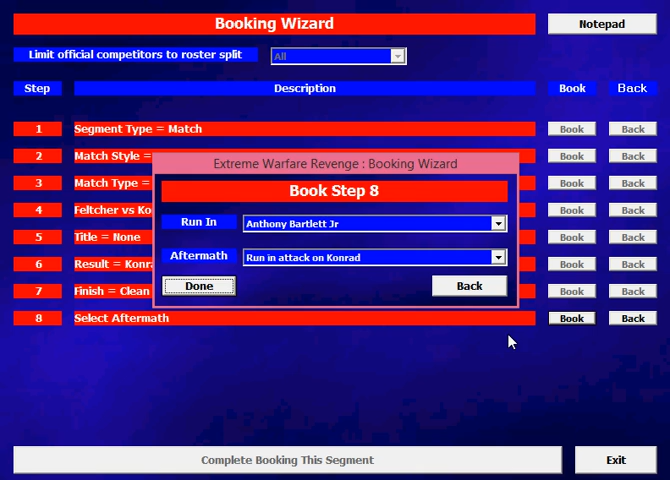 Booking Wizard
Notepad
Limit official competitors to roster split
All
Step Description Book Back
1 Segment Type = Match Book Back
2 Match Style = Book Back
Extreme Warfare Revenge : Booking Wizard
3 Match Type = Book Back
Book Step 8
4 Feltcher vs Ko Book Back
Run In Anthony Bartlett Jr
5 Title = None Book Back
Aftermath Run in attack on Konrad
6 Result = Konra Book Back
Done Back
7 Finish = Clean Book Back
8 Select Aftermath Book Back
Complete Booking This Segment Exit